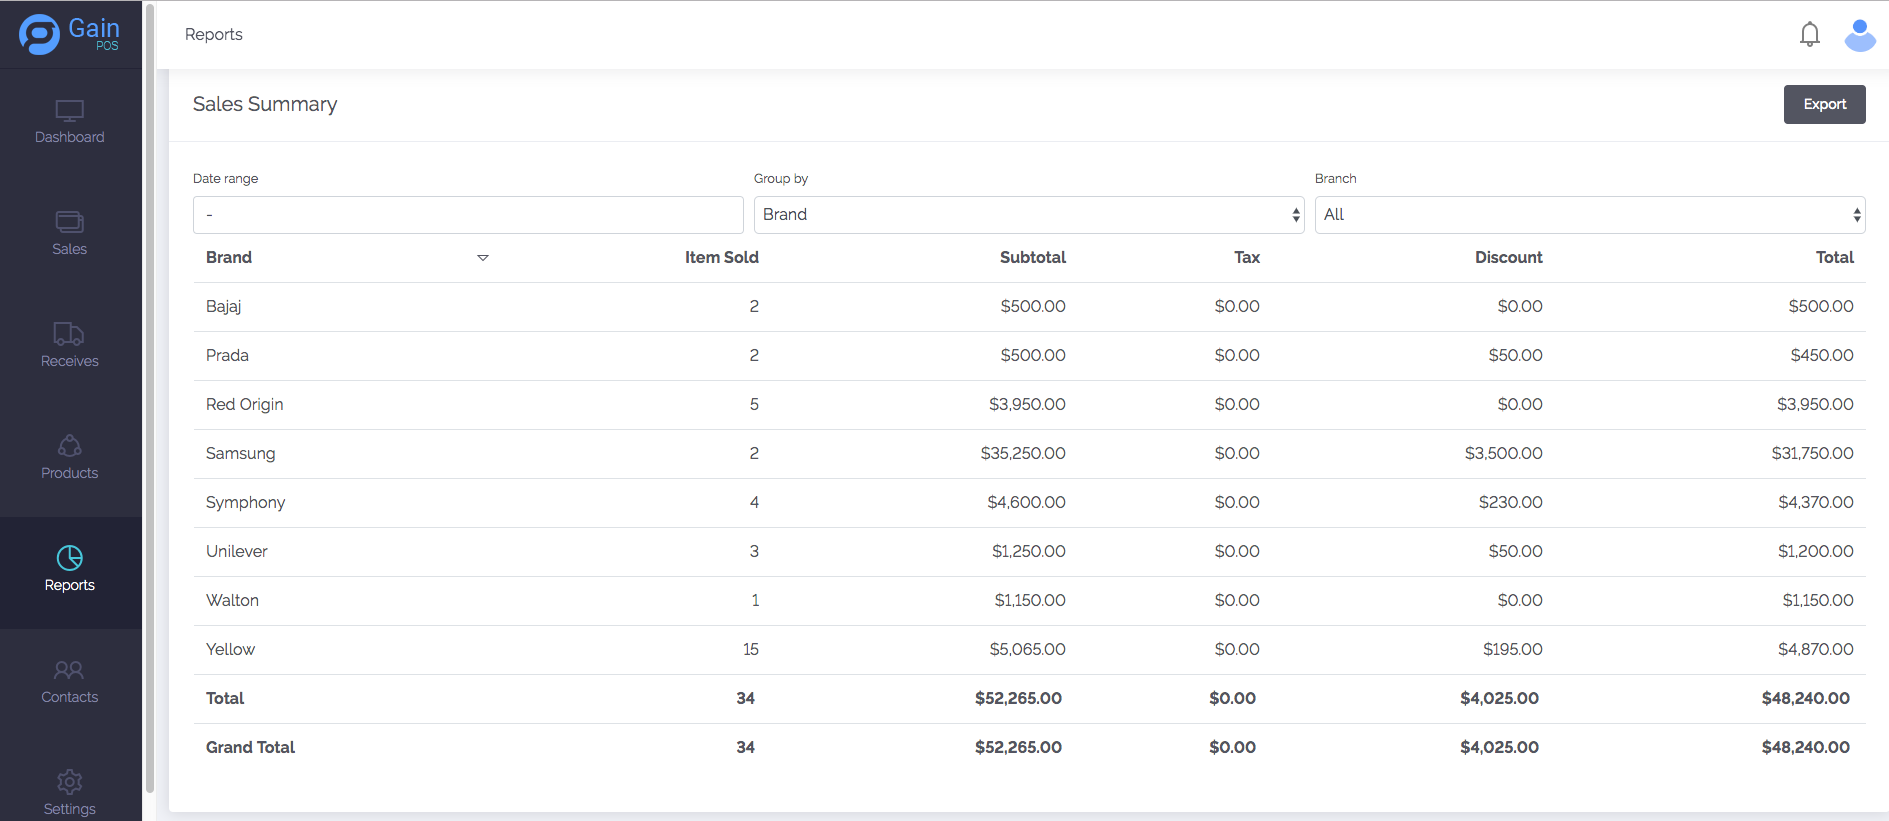 Gain
POS
Reports
Dashboard
Sales
Receives
Products
Reports
Contacts
Settings
Sales Summary
Export
Date range Group by Branch
- Brand All
Brand Item Sold Subtotal Tax Discount Total
Bajaj 2 $500.00 $0.00 $0.00 $500.00
Prada 2 $500.00 $0.00 $50.00 $450.00
Red Origin 5 $3,950.00 $0.00 $0.00 $3,950.00
Samsung 2 $35,250.00 $0.00 $3,500.00 $31,750.00
Symphony 4 $4,600.00 $0.00 $230.00 $4,370.00
Unilever 3 $1,250.00 $0.00 $50.00 $1,200.00
Walton 1 $1,150.00 $0.00 $0.00 $1,150.00
Yellow 15 $5,065.00 $0.00 $195.00 $4,870.00
Total 34 $52,265.00 $0.00 $4,025.00 $48,240.00
Grand Total 34 $52,265.00 $0.00 $4,025.00 $48,240.00